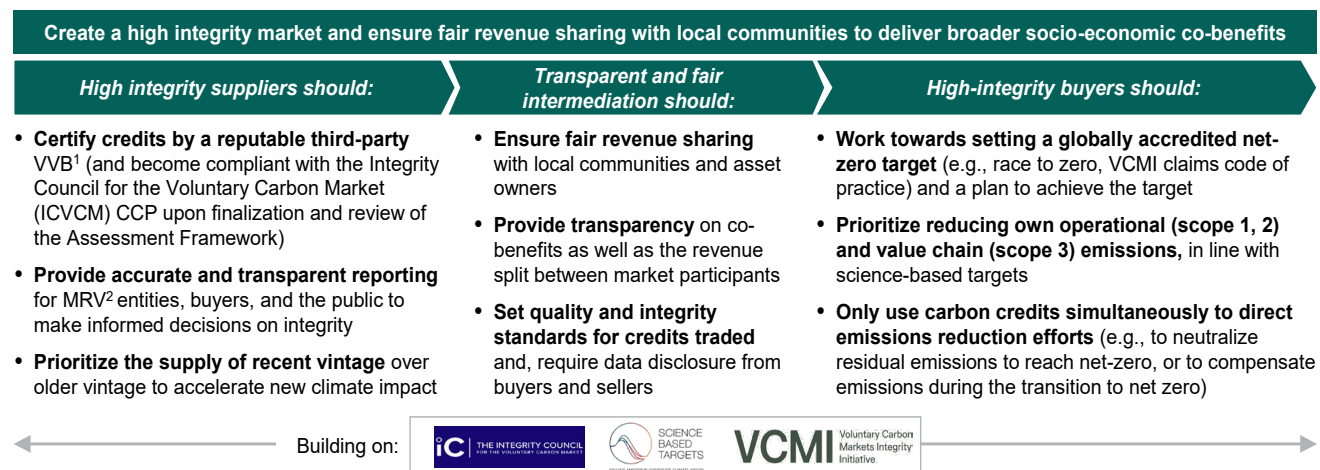 Create a high integrity market and ensure fair revenue sharing with local communities to deliver broader socio-economic co-benefits
High integrity suppliers should:
• Certify credits by a reputable third-party
VVB1 (and become compliant with the Integrity
Council for the Voluntary Carbon Market
(ICVCM) CCP upon finalization and review of
the Assessment Framework)
• Provide accurate and transparent reporting
for MRV2 entities, buyers, and the public to
make informed decisions on integrity
• Prioritize the supply of recent vintage over
older vintage to accelerate new climate impact
Transparent and fair
intermediation should:
• Ensure fair revenue sharing
with local communities and asset
owners
• Provide transparency on co-
benefits as well as the revenue
split between market participants
• Set quality and integrity
standards for credits traded
and, require data disclosure from
buyers and sellers
High-integrity buyers should:
• Work towards setting a globally accredited net-
zero target (e.g., race to zero, VCMI claims code of
practice) and a plan to achieve the target
• Prioritize reducing own operational (scope 1, 2)
and value chain (scope 3) emissions, in line with
science-based targets
• Only use carbon credits simultaneously to direct
emissions reduction efforts (e.g., to neutralize
residual emissions to reach net-zero, or to compensate
emissions during the transition to net zero)
Building on:
iC THE INTEGRITY COUNCIL
FOR THE VOLUNTARY CARBON MARKET
SCIENCE
BASED
TARGETS
VCMI Voluntary Carbon
Markets Integrity
Initiative